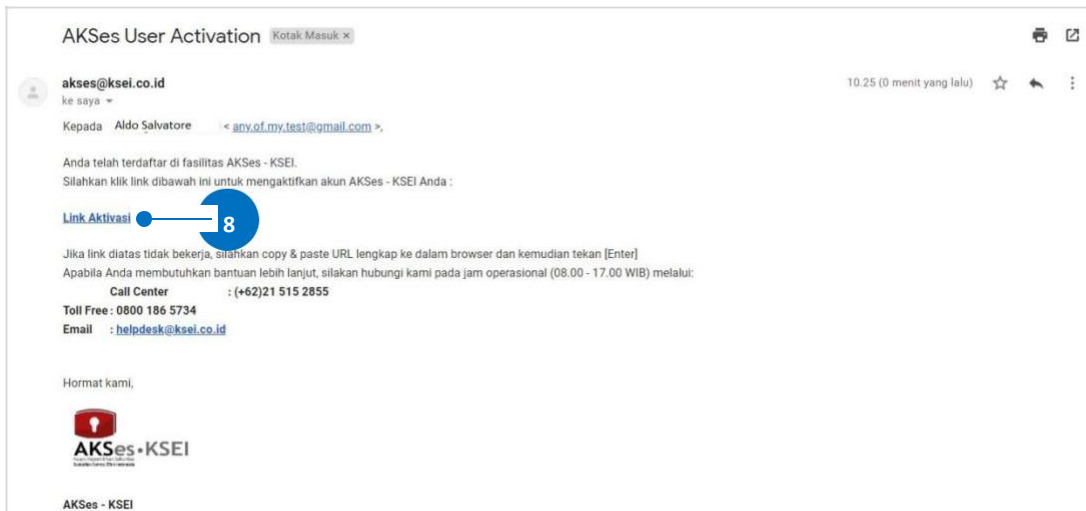 AKSes User Activation Kotak Masuk ×
akses@ksei.co.id 10.25 (0 menit yang lalu)
ke saya
Kepada Aldo Salvatore < any.of.my.test@gmail.com >,
Anda telah terdaftar di fasilitas AKSes - KSEI.
Silahkan klik link dibawah ini untuk mengaktifkan akun AKSes - KSEI Anda :
Link Aktivasi 8
Jika link diatas tidak bekerja, silahkan copy & paste URL lengkap ke dalam browser dan kemudian tekan [Enter]
Apabila Anda membutuhkan bantuan lebih lanjut, silakan hubungi kami pada jam operasional (08.00 - 17.00 WIB) melalui:
Call Center : (+62)21 515 2855
Toll Free : 0800 186 5734
Email : helpdesk@ksei.co.id
Hormat kami,
AKSes•KSEI
AKSes - KSEI